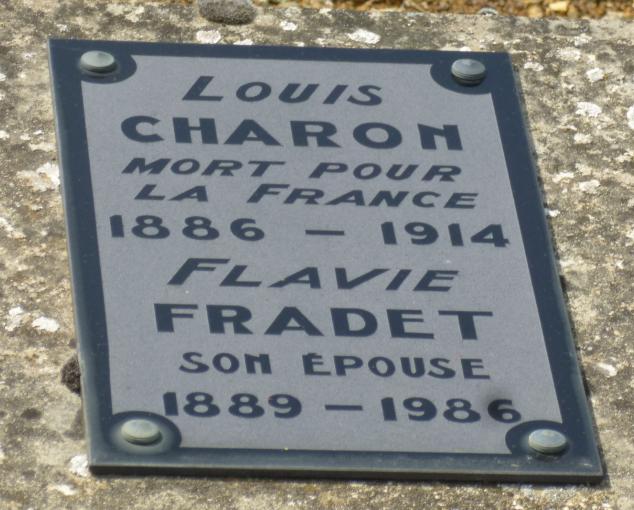 LOUIS
CHARON
MORT POUR
LA FRANCE
1886 – 1914
FLAVIE
FRADET
SON ÉPOUSE
1889 – 1986